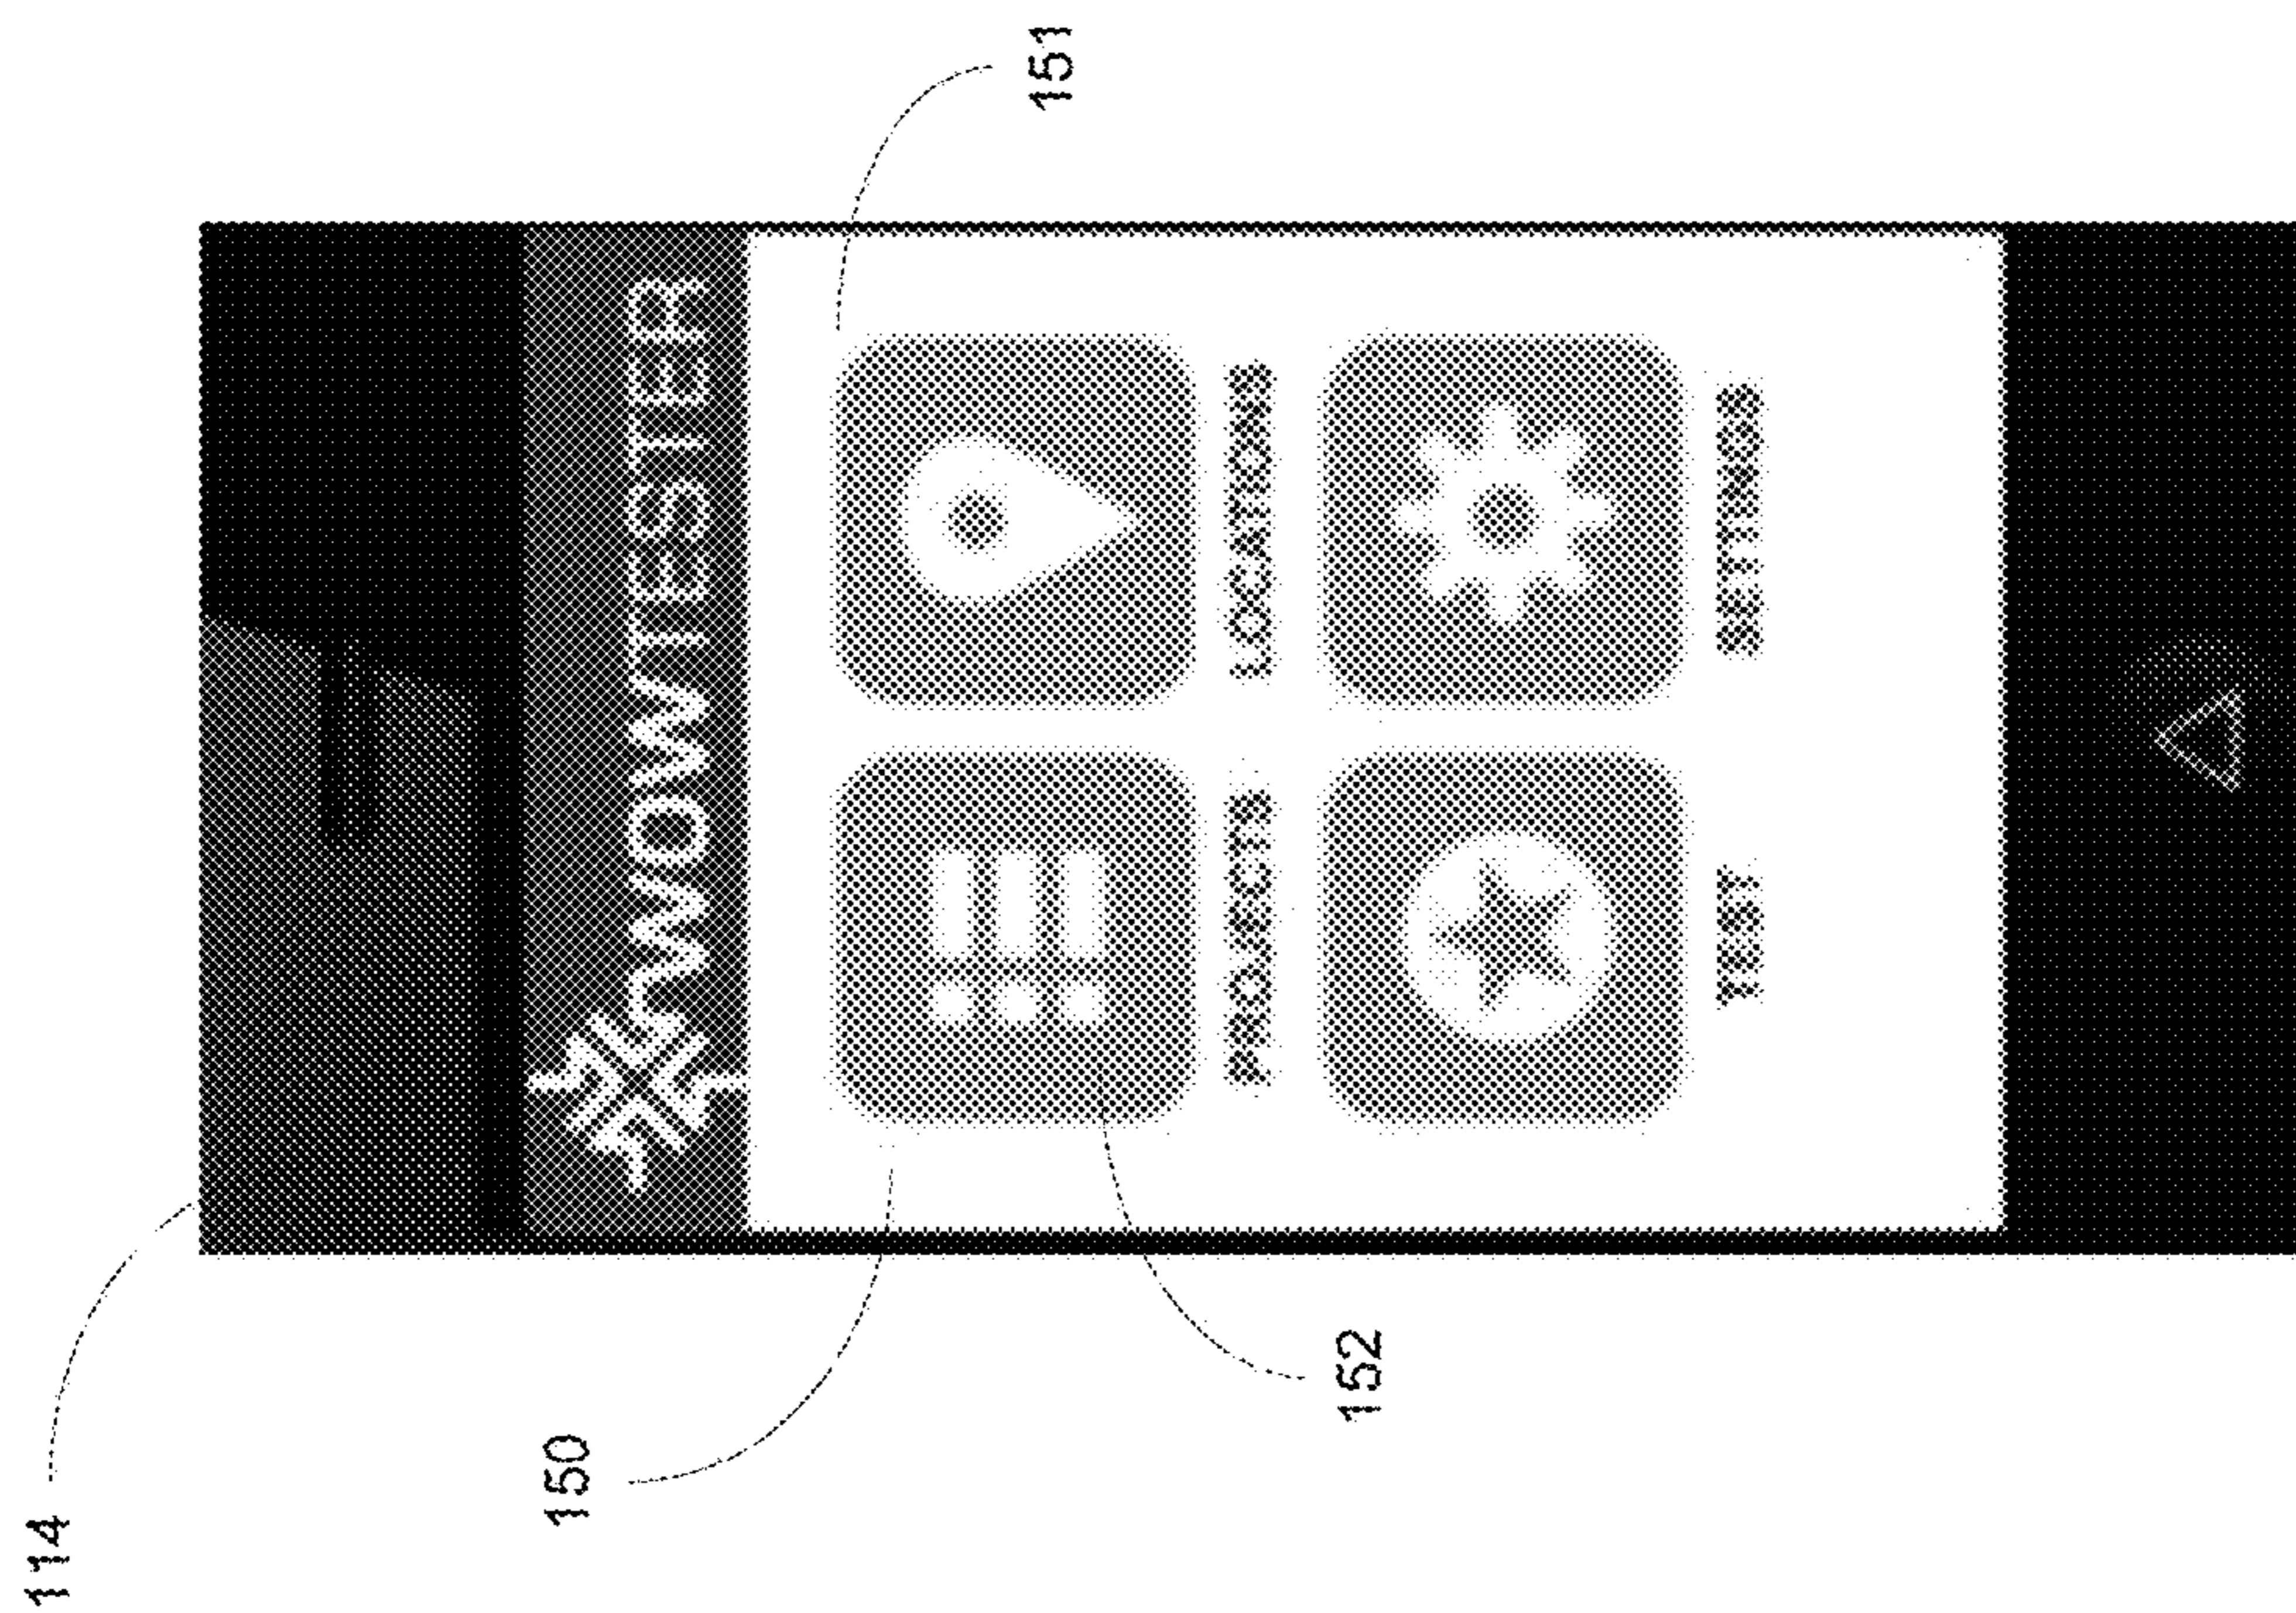 114
150
WOWTESTER
151
PROJECTS
LOCATIONS
152
TEST
SETTINGS